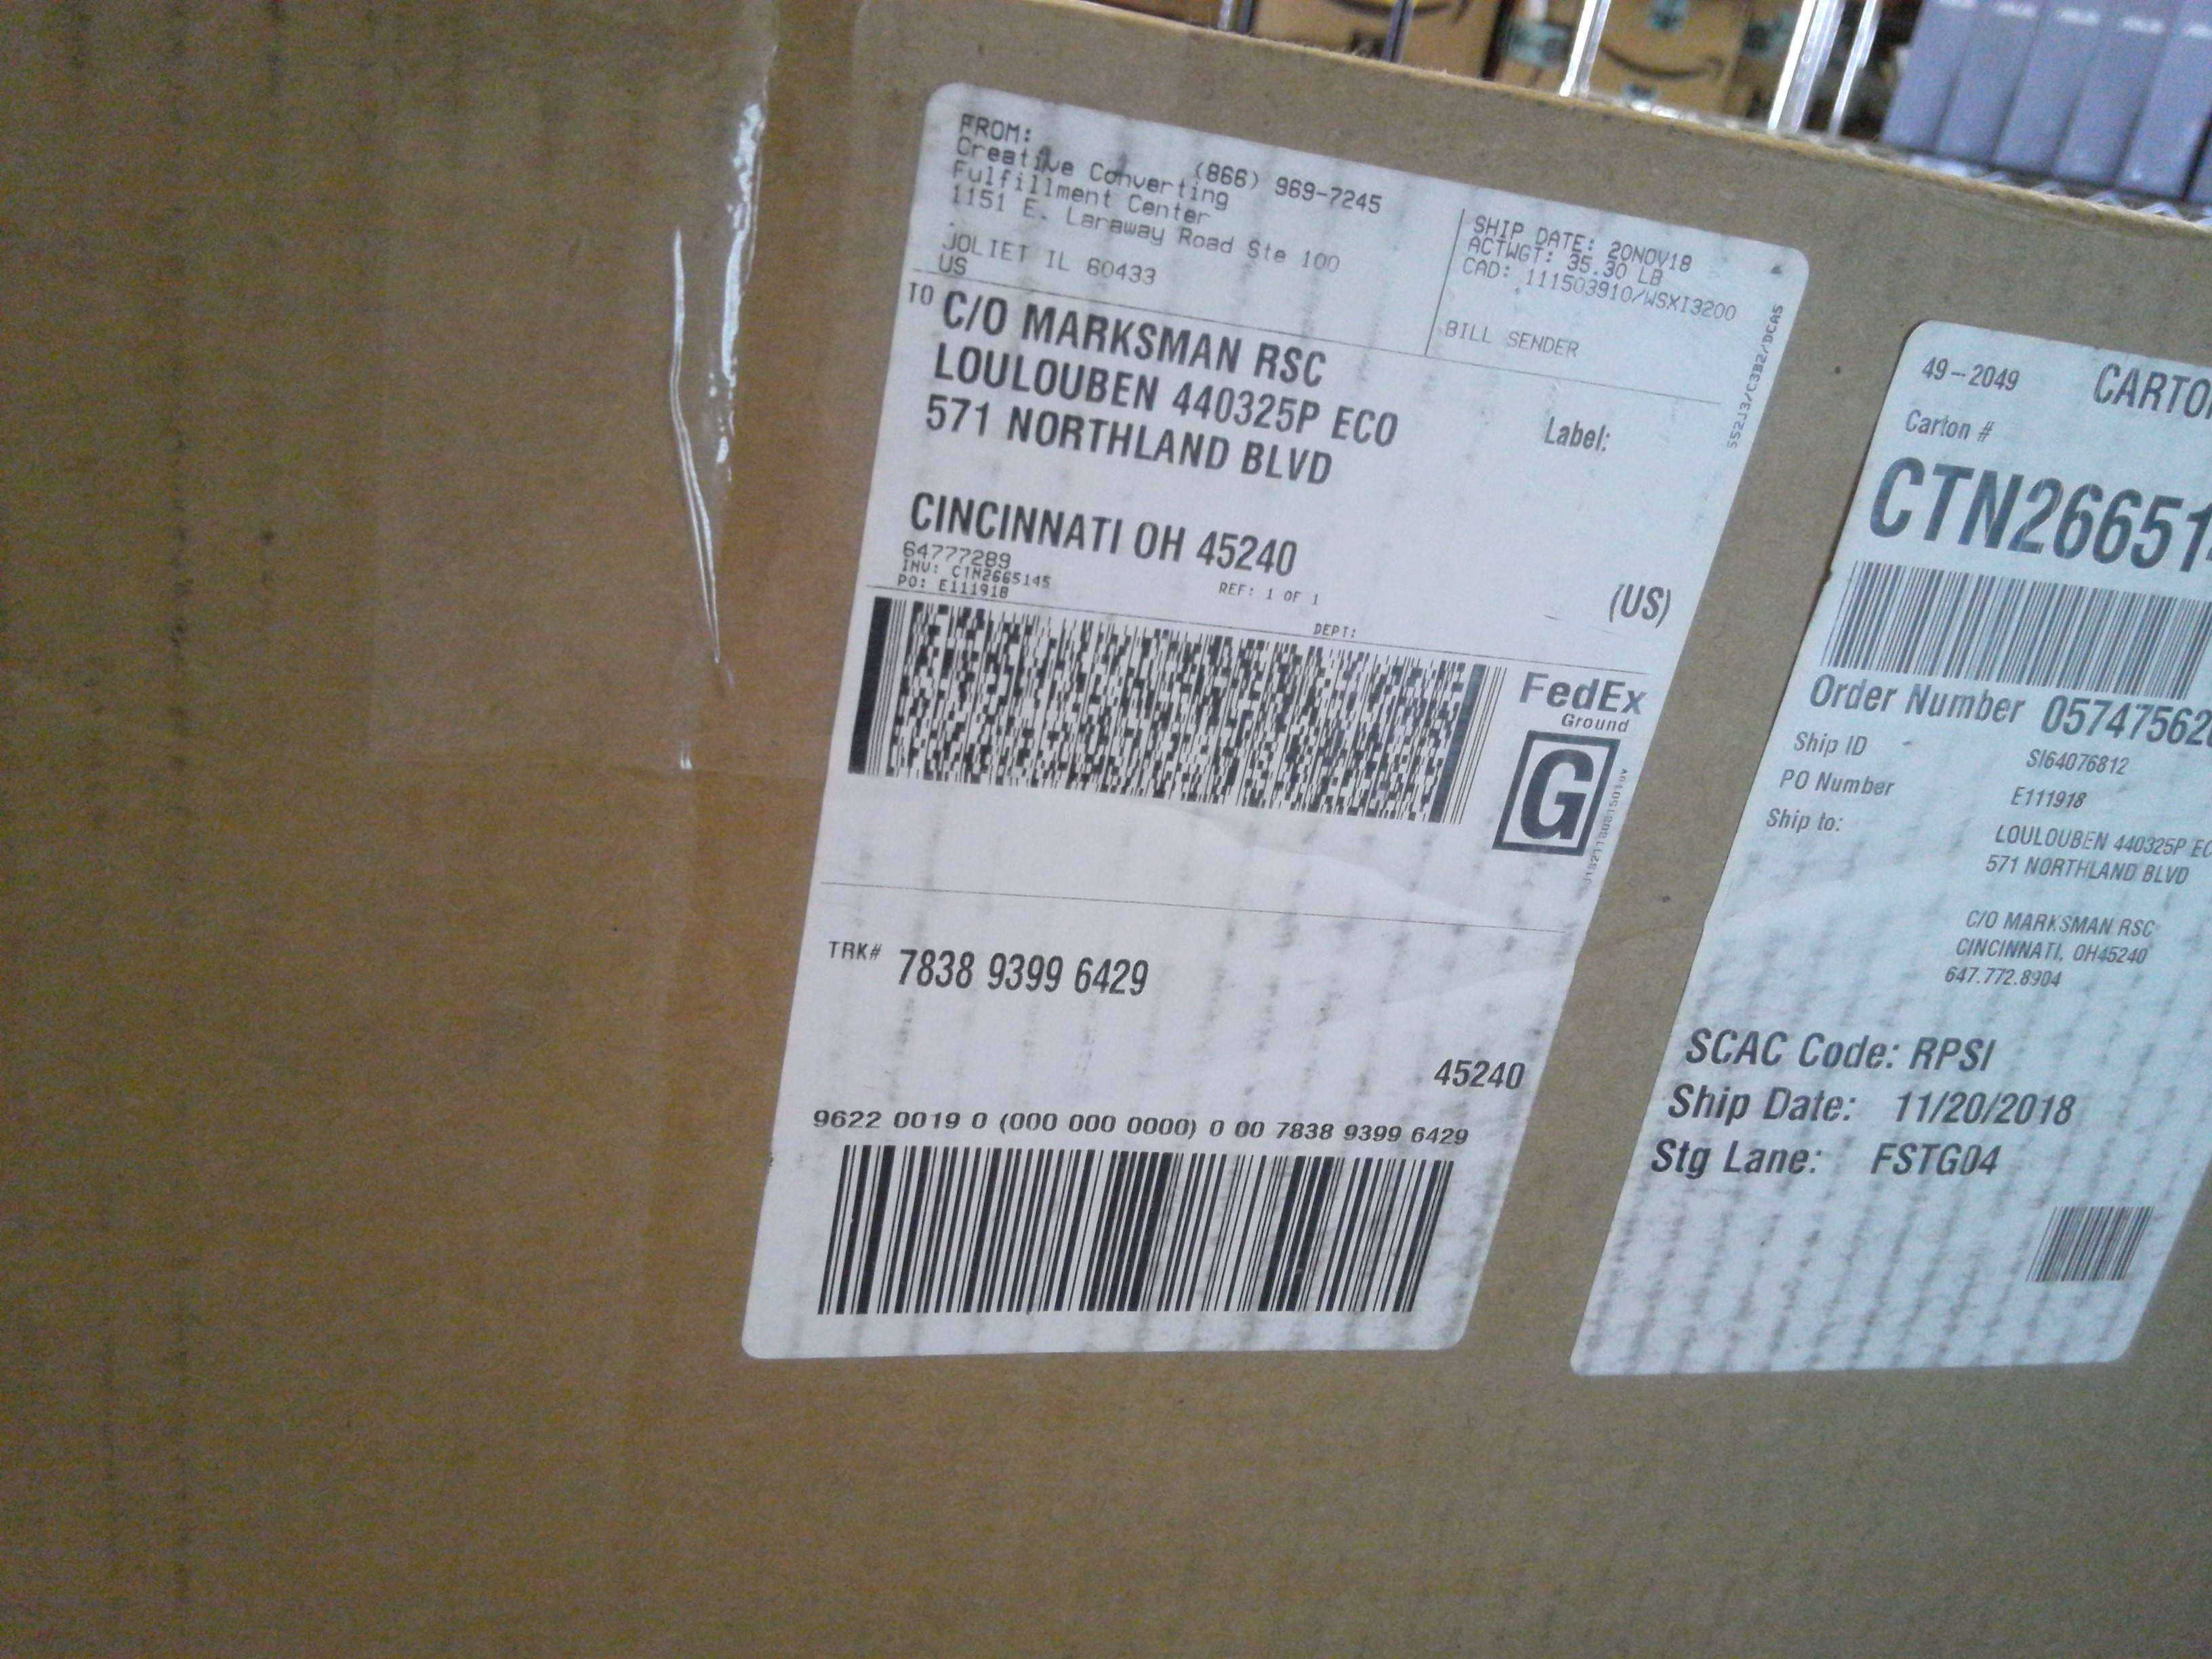 FROM:
Creative Converting (866) 969-7245
Fulfillment Center
1151 E. Laraway Road Ste 100
.
JOLIET IL 60433
US
SHIP DATE: 20NOV18
ACTWGT: 35.30 LB
CAD: 111503910/WSXI3200
BILL SENDER
TO C/O MARKSMAN RSC
LOULOUBEN 440325P ECO
571 NORTHLAND BLVD
Label:
CINCINNATI OH 45240
(US)
64777289
INV: CTN2665145
PO: E111918
REF: 1 OF 1
DEPT:
552J3/C3B2/DCA5
FedEx
Ground
G
TRK# 7838 9399 6429
45240
9622 0019 0 (000 000 0000) 0 00 7838 9399 6429
49-2049
Carton #
Order Number
Ship ID SI64076812
PO Number E111918
Ship to: LOULOUBEN 440325P
571 NORTHLAND BLVD
C/O MARKSMAN RSC
CINCINNATI, OH45240
647.772.8904
SCAC Code: RPSI
Ship Date: 11/20/2018
Stg Lane: FSTG04